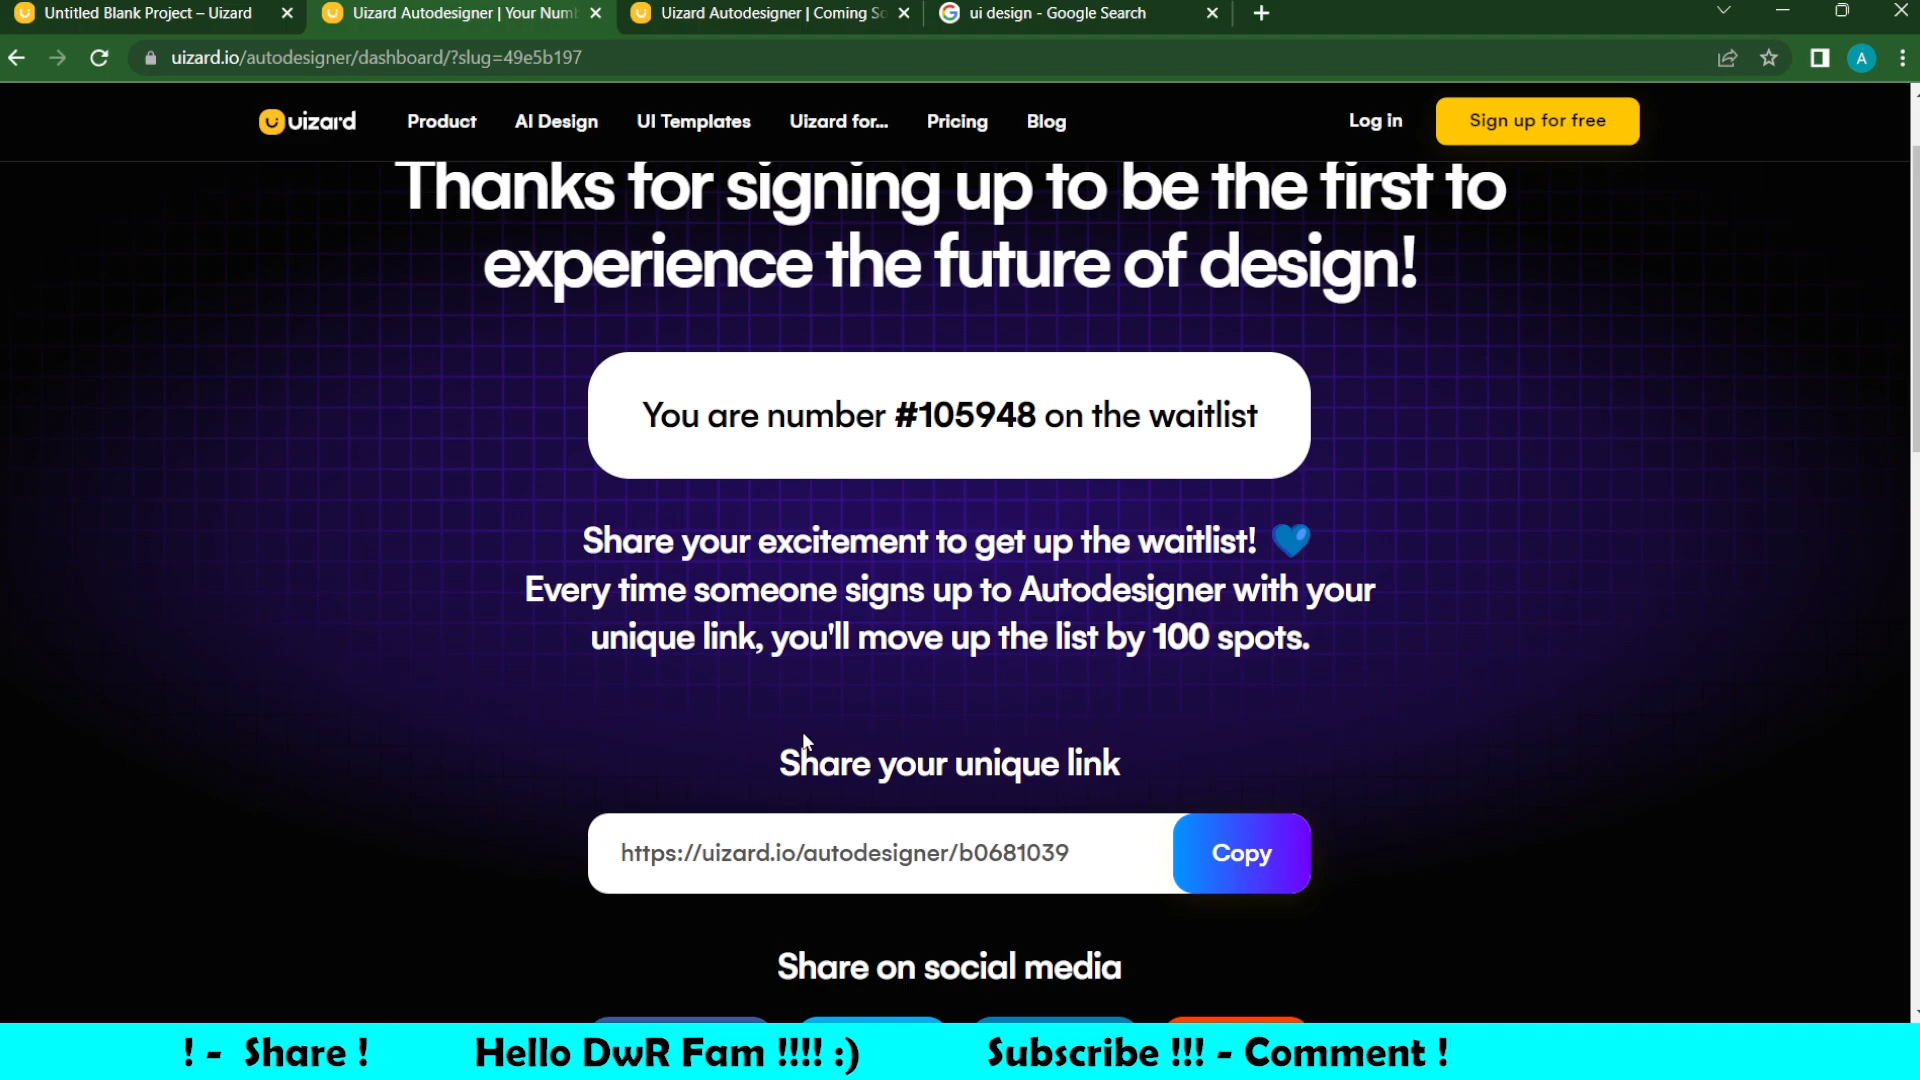 Untitled Blank Project – Uizard
Uizard Autodesigner | Your Num
Uizard Autodesigner | Coming So
ui design - Google Search
uizard.io/autodesigner/dashboard/?slug=49e5b197
A
uizard
Product
AI Design
UI Templates
Uizard for...
Pricing
Blog
Log in
Sign up for free
Thanks for signing up to be the first to
experience the future of design!
You are number #105948 on the waitlist
Share your excitement to get up the waitlist! 💙
Every time someone signs up to Autodesigner with your
unique link, you'll move up the list by 100 spots.
Share your unique link
https://uizard.io/autodesigner/b0681039
Copy
Share on social media
! - Share ! Hello DwR Fam !!!! :) Subscribe !!! - Comment !